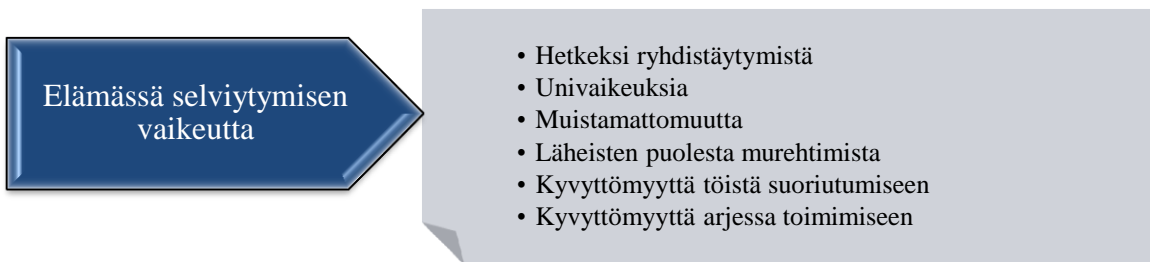 Elämässä selviytymisen
vaikeutta
• Hetkeksi ryhdistäytymistä
• Univaikeuksia
• Muistamattomuutta
• Läheisten puolesta murehtimista
• Kyvyttömyyttä töistä suoriutumiseen
• Kyvyttömyyttä arjessa toimimiseen